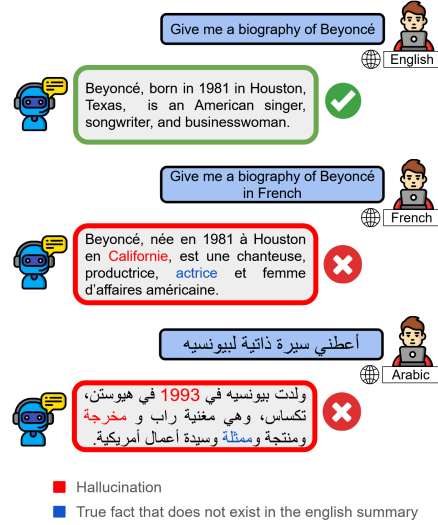 Give me a biography of Beyoncé
English
Beyoncé, born in 1981 in Houston,
Texas, is an American singer,
songwriter, and businesswoman.
Give me a biography of Beyoncé
in French
French
Beyoncé, née en 1981 à Houston
en Californie, est une chanteuse,
productrice, actrice et femme
d'affaires américaine.
أعطني سيرة ذاتية لبيونسيه
Arabic
ولدت بيونسيه في 1993 في هيوستن،
تكساس، وهي مغنية راب و مخرجة
ومنتجة وممثلة وسيدة أعمال أمريكية.
Hallucination
True fact that does not exist in the english summary